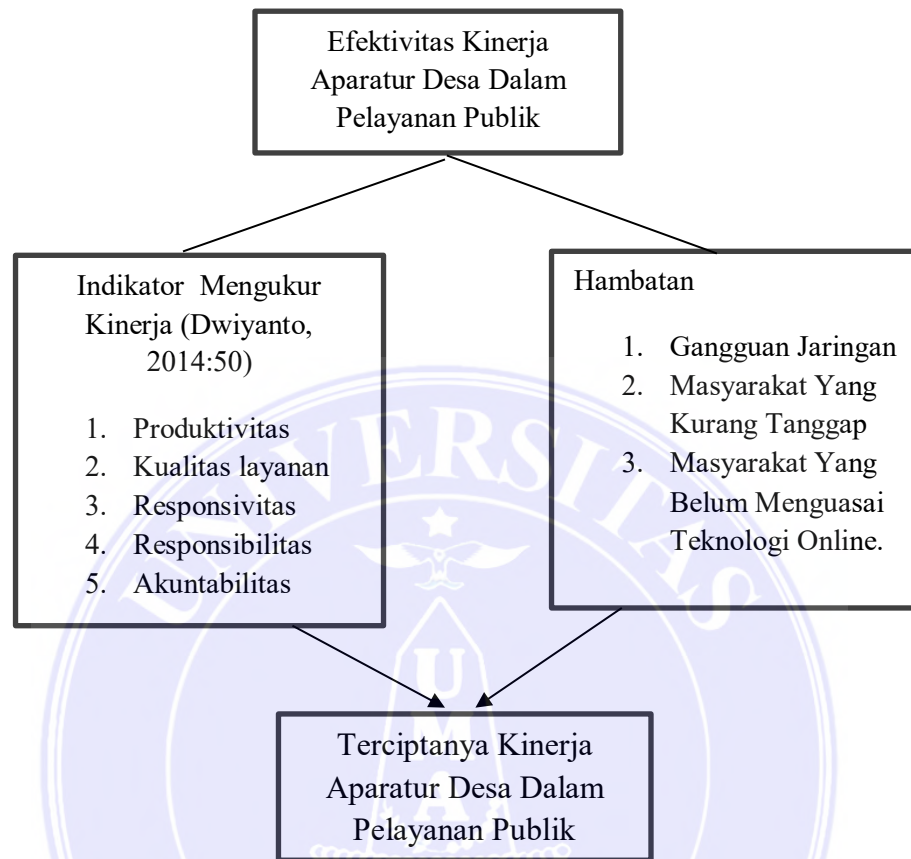 Efektivitas Kinerja
Aparatur Desa Dalam
Pelayanan Publik
Indikator Mengukur
Kinerja (Dwiyanto,
2014:50)
1. Produktivitas
2. Kualitas layanan
3. Responsivitas
4. Responsibilitas
5. Akuntabilitas
Hambatan
1. Gangguan Jaringan
2. Masyarakat Yang
Kurang Tanggap
3. Masyarakat Yang
Belum Menguasai
Teknologi Online.
UNIVERSITAS
U
M
A
Terciptanya Kinerja
Aparatur Desa Dalam
Pelayanan Publik